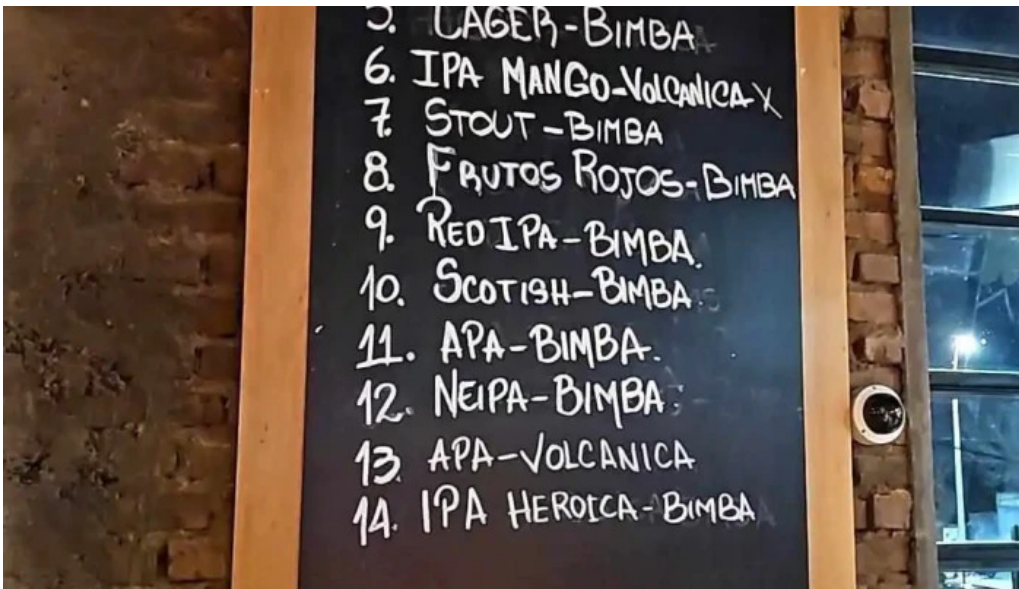 5. LAGER-BIMBA
6. IPA MANGO-VOLCANICA X
7. STOUT-BIMBA
8. FRUTOS ROJOS-BIMBA
9. RED IPA-BIMBA.
10. SCOTISH-BIMBA
11. APA-BIMBA.
12. NEIPA-BIMBA
13 APA-VOLCANICA
14. IPA HEROICA-BIMBA